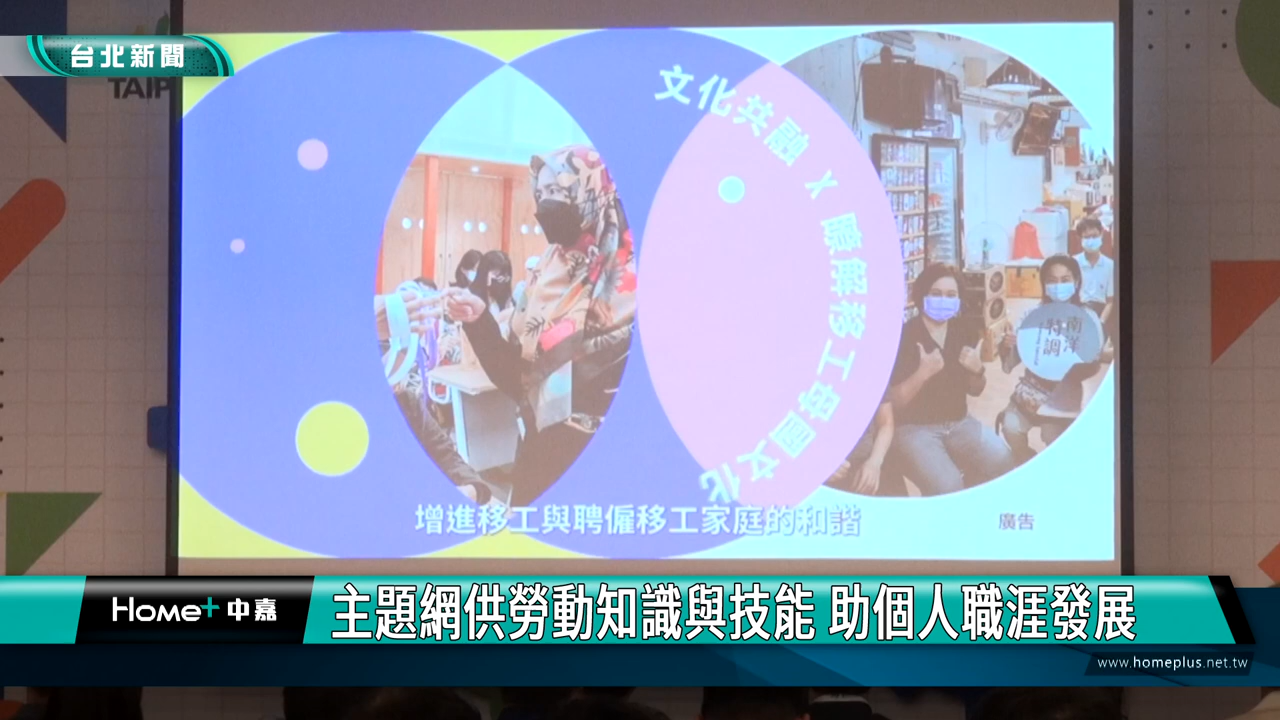 台北新聞
TAIP
文化共融 X 瞭解移工母國文化
南洋
特調
增進移工與聘僱移工家庭的和諧
廣告
Home+中嘉
主題網供勞動知識與技能 助個人職涯發展
www.homeplus.net.tw